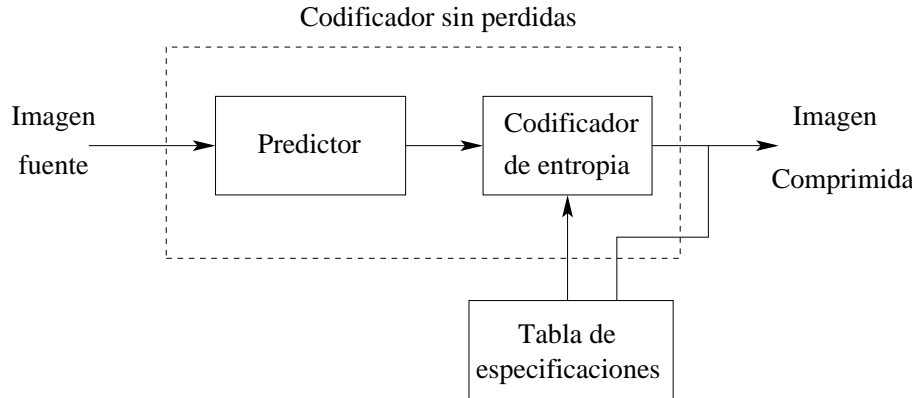 Codificador sin perdidas
Imagen
fuente
Predictor
Codificador
de entropia
Imagen
Comprimida
Tabla de
especificaciones